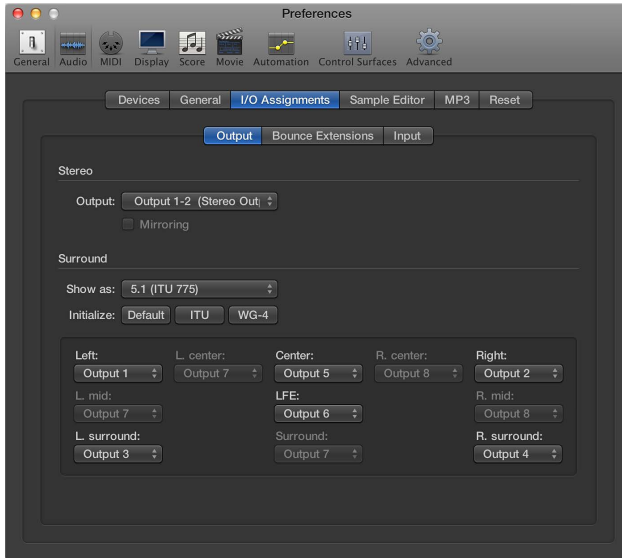 Preferences
General Audio MIDI Display Score Movie Automation Control Surfaces Advanced
Devices General I/O Assignments Sample Editor MP3 Reset
Output Bounce Extensions Input
Stereo
Output: Output 1-2 (Stereo Out
Mirroring
Surround
Show as: 5.1 (ITU 775)
Initialize: Default ITU WG-4
Left: L. center: Center: R. center: Right:
Output 1 Output 7 Output 5 Output 8 Output 2
L. mid: LFE: R. mid:
Output 7 Output 6 Output 8
L. surround: Surround: R. surround:
Output 3 Output 7 Output 4